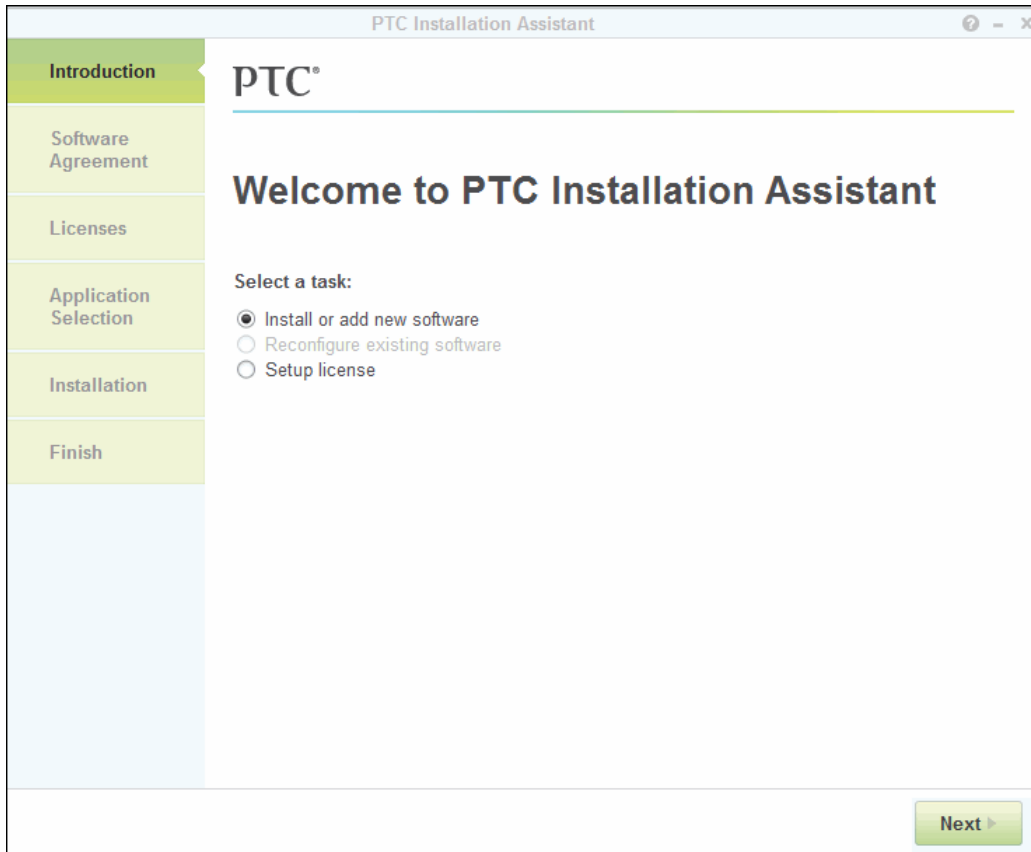 PTC Installation Assistant
Introduction
Software
Agreement
Licenses
Application
Selection
Installation
Finish
PTC®
Welcome to PTC Installation Assistant
Select a task:
Install or add new software
Reconfigure existing software
Setup license
Next